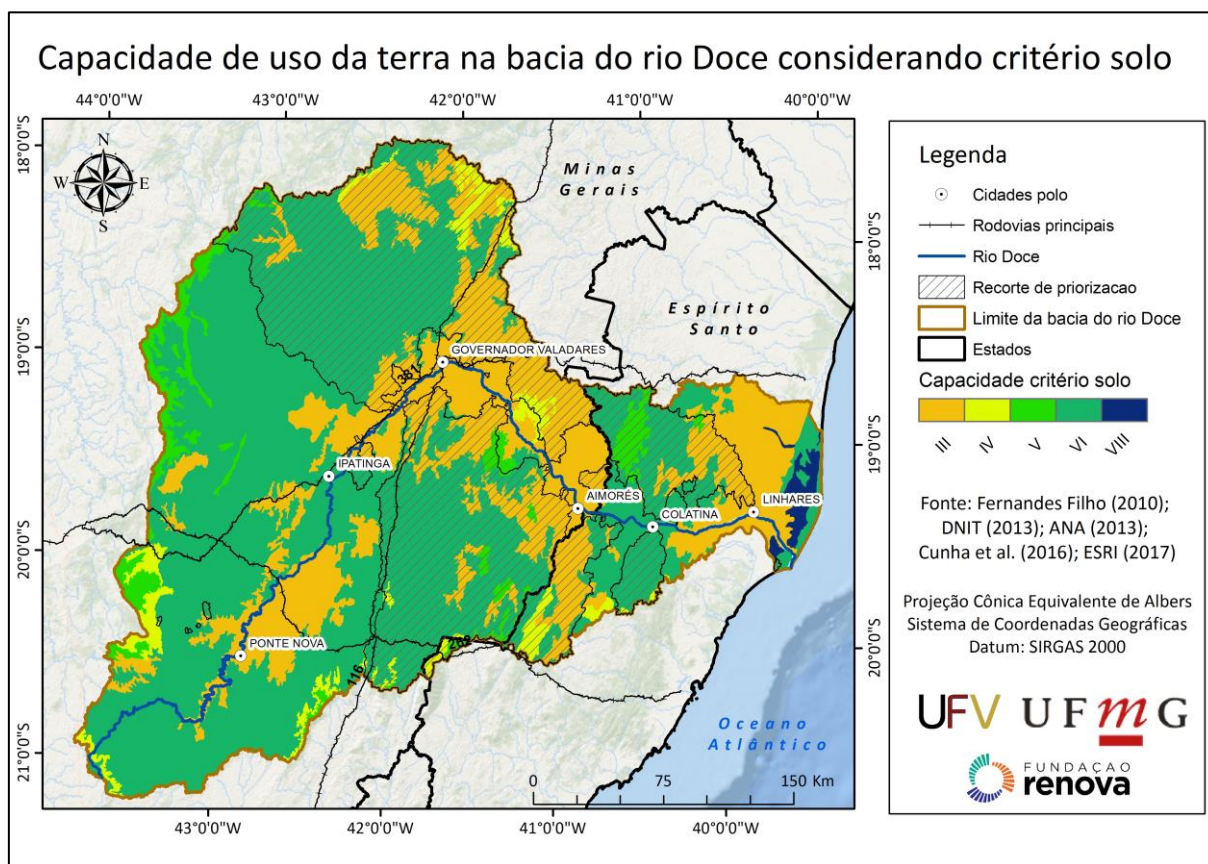 Capacidade de uso da terra na bacia do rio Doce considerando critério solo
44°0'0"W
43°0'0"W
42°0'0"W
41°0'0"W
40°0'0"W
18°0'0"S
19°0'0"S
20°0'0"S
21°0'0"S
N
W
E
S
Minas
Gerais
Espírito
Santo
GOVERNADOR VALADARES
381
IPATINGA
AIMORÉS
COLATINA
LINHARES
PONTE NOVA
262
116
Oceano
Atlântico
0
75
150 Km
18°0'0"S
19°0'0"S
20°0'0"S
43°0'0"W
42°0'0"W
41°0'0"W
40°0'0"W
Legenda
Cidades polo
Rodovias principais
Rio Doce
Recorte de priorizacao
Limite da bacia do rio Doce
Estados
Capacidade critério solo
III
IV
V
VI
VIII
Fonte: Fernandes Filho (2010);
DNIT (2013); ANA (2013);
Cunha et al. (2016); ESRI (2017)
Projeção Cônica Equivalente de Albers
Sistema de Coordenadas Geográficas
Datum: SIRGAS 2000
UFV
UFmG
FUNDAÇÃO
renova